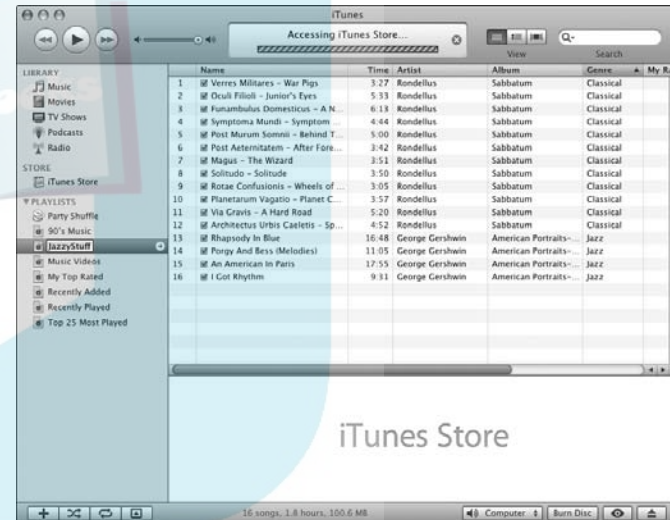 iTunes
Accessing iTunes Store...
View
Search
LIBRARY
Music
Movies
TV Shows
Podcasts
Radio
STORE
iTunes Store
PLAYLISTS
Party Shuffle
90's Music
JazzyStuff
Music Videos
My Top Rated
Recently Added
Recently Played
Top 25 Most Played
Name Time Artist Album Genre My R
1 Verres Militares – War Pigs 3:27 Rondellus Sabbatum Classical
2 Oculi Filioli – Junior's Eyes 5:33 Rondellus Sabbatum Classical
3 Funambulus Domesticus – A N... 6:13 Rondellus Sabbatum Classical
4 Symptoma Mundi – Symptom ... 4:44 Rondellus Sabbatum Classical
5 Post Murum Somnii – Behind T... 5:00 Rondellus Sabbatum Classical
6 Post Aeternitatem – After Fore... 3:42 Rondellus Sabbatum Classical
7 Magus – The Wizard 3:51 Rondellus Sabbatum Classical
8 Solitudo – Solitude 3:50 Rondellus Sabbatum Classical
9 Rotae Confusionis – Wheels of ... 3:05 Rondellus Sabbatum Classical
10 Planetarum Vagatio – Planet C... 3:57 Rondellus Sabbatum Classical
11 Via Gravis – A Hard Road 5:20 Rondellus Sabbatum Classical
12 Architectus Urbis Caeletis – Sp... 4:52 Rondellus Sabbatum Classical
13 Rhapsody In Blue 16:48 George Gershwin American Portraits–... Jazz
14 Porgy And Bess (Melodies) 11:05 George Gershwin American Portraits–... Jazz
15 An American In Paris 17:55 George Gershwin American Portraits–... Jazz
16 I Got Rhythm 9:31 George Gershwin American Portraits–... Jazz
iTunes Store
16 songs, 1.8 hours, 100.6 MB
Computer
Burn Disc